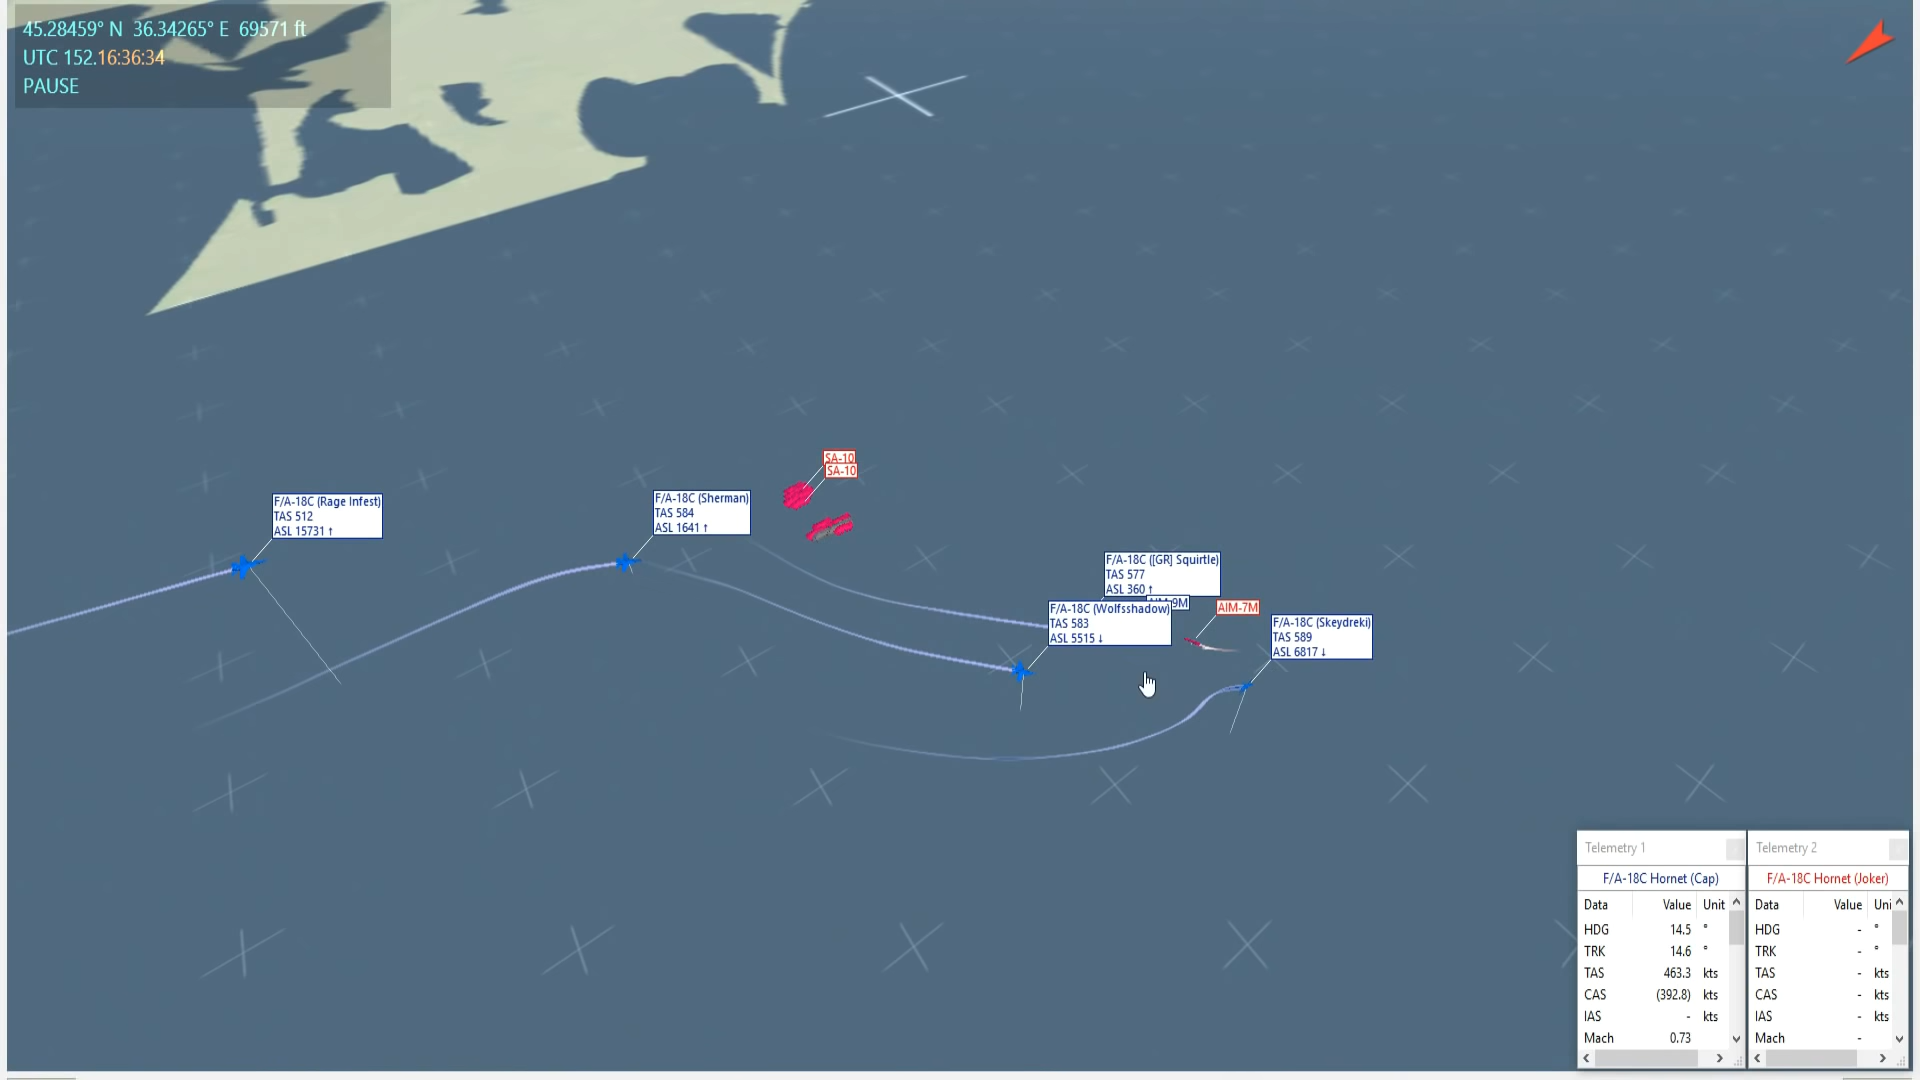 45.28459° N 36.34265° E 69571 ft
UTC 152.16:36:34
PAUSE
SA-10
SA-10
F/A-18C (Rage Infest)
TAS 512
ASL 15731 ↑
F/A-18C (Sherman)
TAS 584
ASL 1641 ↑
F/A-18C ([GR] Squirtle)
TAS 577
ASL 360 ↑
F/A-18C (Wolfsshadow)
TAS 583
ASL 5515 ↓
AIM-7M
F/A-18C (Skeydreki)
TAS 589
ASL 6817 ↓
Telemetry 1
F/A-18C Hornet (Cap)
Data Value Unit
HDG 14.5 °
TRK 14.6 °
TAS 463.3 kts
CAS (392.8) kts
IAS - kts
Mach 0.73
Telemetry 2
F/A-18C Hornet (Joker)
Data Value Uni
HDG - °
TRK - °
TAS - kts
CAS - kts
IAS - kts
Mach -